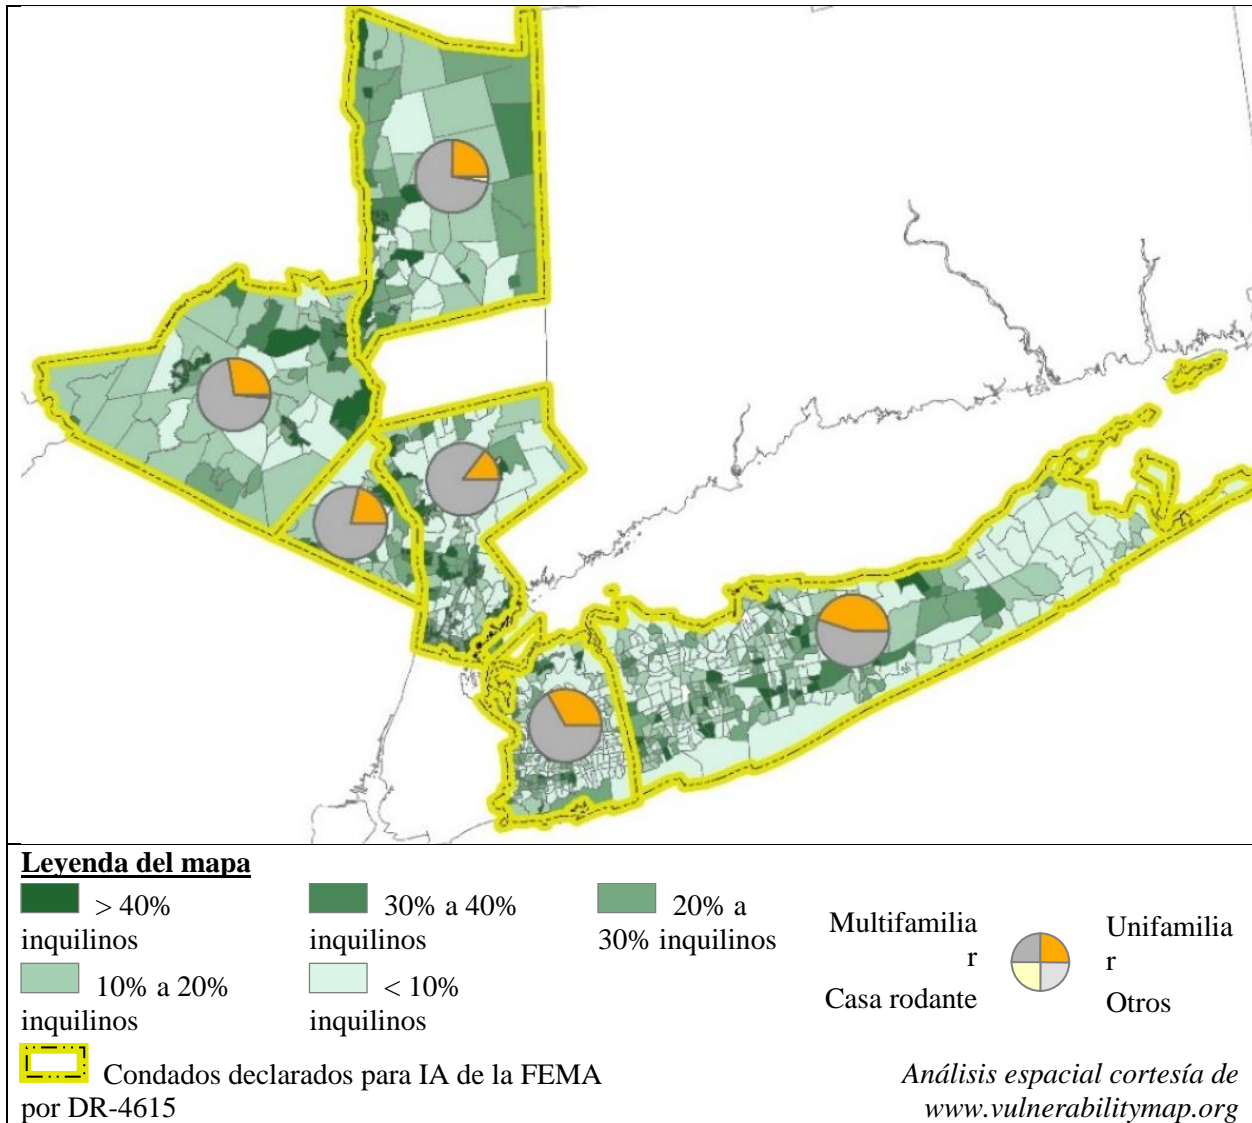 Leyenda del mapa
> 40%
inquilinos
30% a 40%
inquilinos
20% a
30% inquilinos
10% a 20%
inquilinos
< 10%
inquilinos
Multifamilia
r
Casa rodante
Unifamilia
r
Otros
Condados declarados para IA de la FEMA
por DR-4615
Análisis espacial cortesía de
www.vulnerabilitymap.org